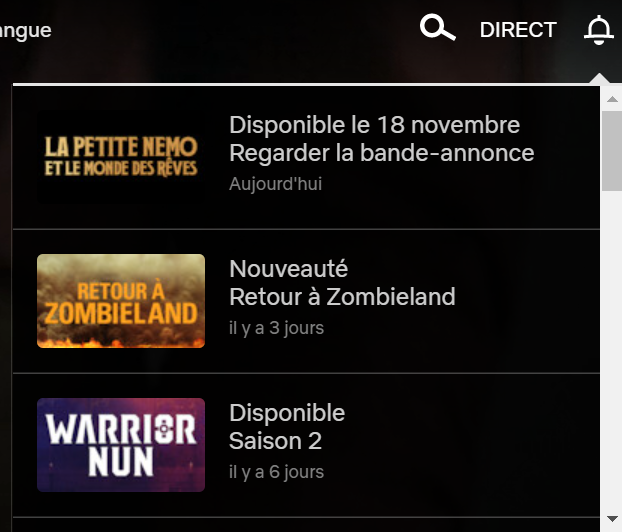 angue
DIRECT
LA PETITE NEMO
ET LE MONDE DES RÊVES
Disponible le 18 novembre
Regarder la bande-annonce
Aujourd'hui
RETOUR À
ZOMBIELAND
Nouveauté
Retour à Zombieland
il y a 3 jours
WARRIOR
NUN
Disponible
Saison 2
il y a 6 jours